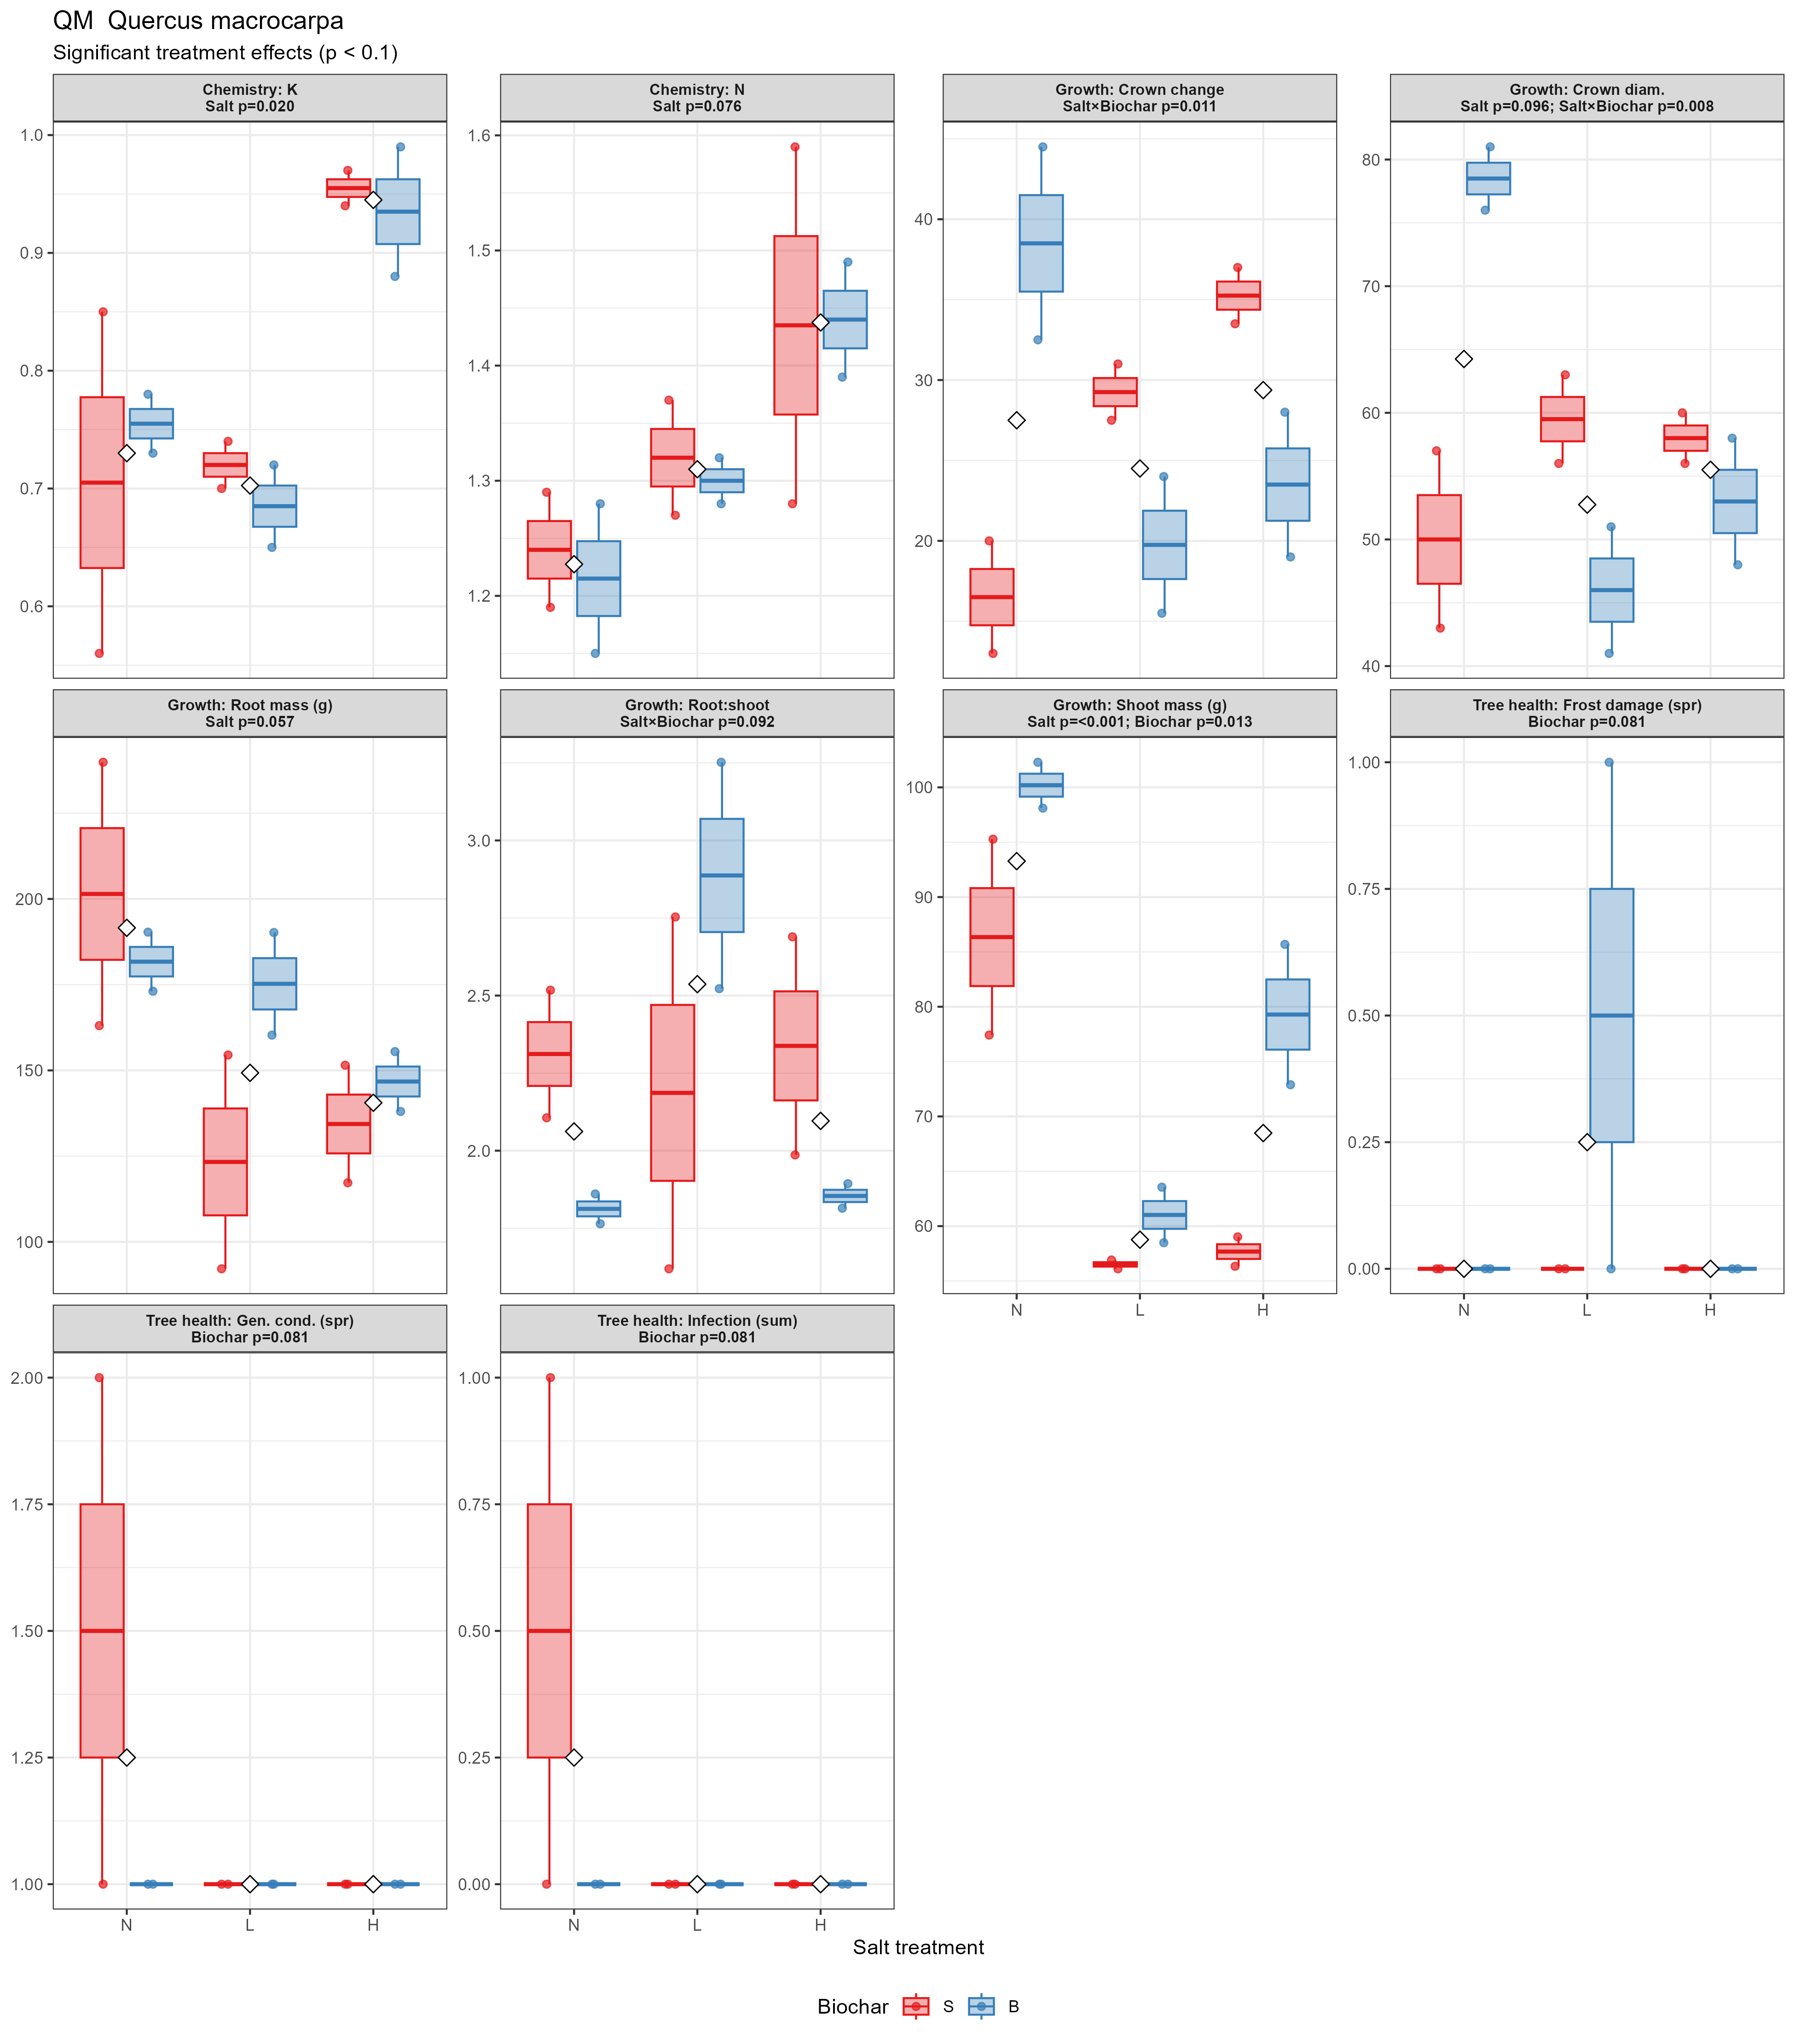 QM  Quercus macrocarpa
Significant treatment effects (p < 0.1)
Chemistry: K
Salt p=0.020
Chemistry: N
Salt p=0.076
Growth: Crown change
Salt×Biochar p=0.011
Growth: Crown diam.
Salt p=0.096; Salt×Biochar p=0.008
1.0
0.9
0.8
0.7
0.6
1.6
1.5
1.4
1.3
1.2
40
30
20
80
70
60
50
40
Growth: Root mass (g)
Salt p=0.057
Growth: Root:shoot
Salt×Biochar p=0.092
Growth: Shoot mass (g)
Salt p=<0.001; Biochar p=0.013
Tree health: Frost damage (spr)
Biochar p=0.081
200
150
100
3.0
2.5
2.0
100
90
80
70
60
1.00
0.75
0.50
0.25
0.00
N L H
N L H
Tree health: Gen. cond. (spr)
Biochar p=0.081
Tree health: Infection (sum)
Biochar p=0.081
2.00
1.75
1.50
1.25
1.00
1.00
0.75
0.50
0.25
0.00
N L H
N L H
Salt treatment
Biochar S B